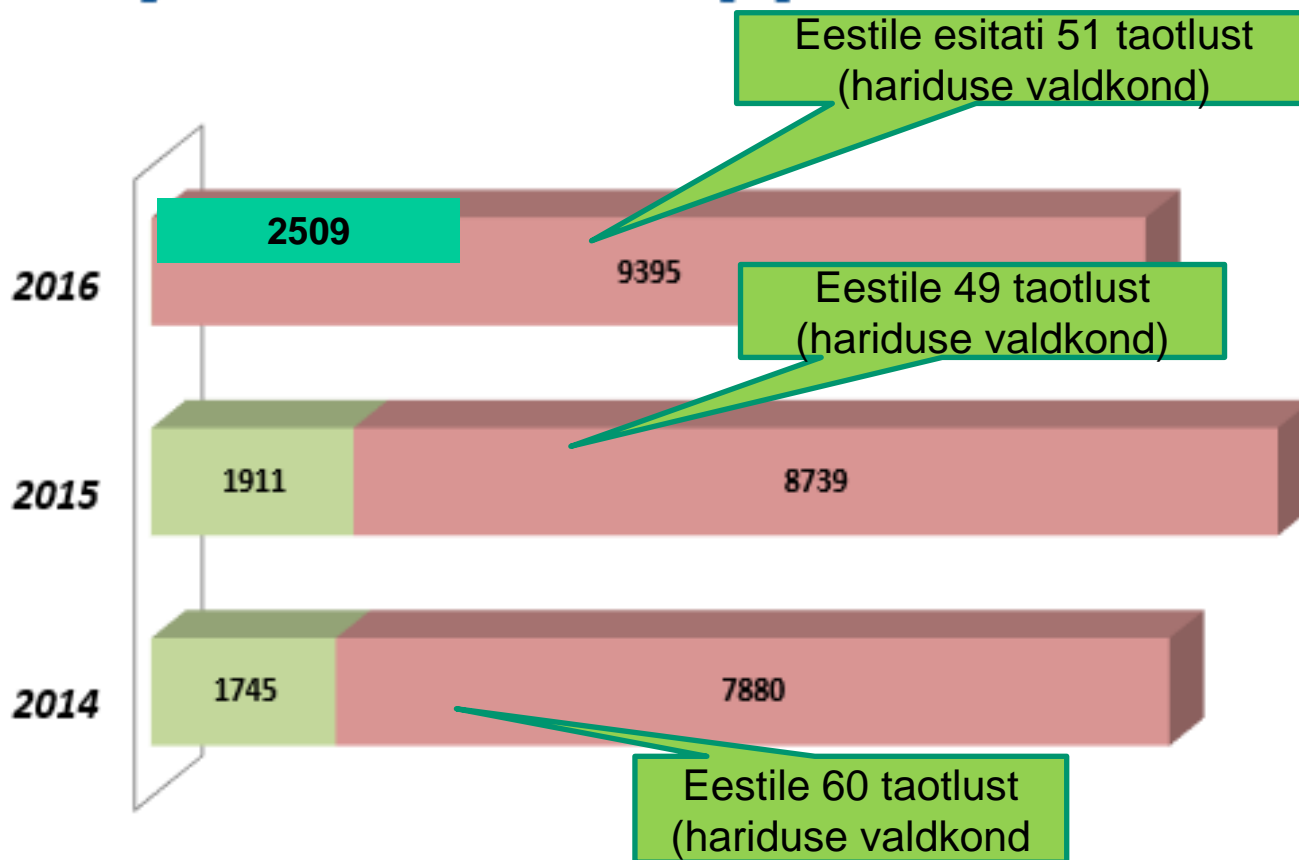 Eestile esitati 51 taotlust
(hariduse valdkond)
2509
2016
9395
Eestile 49 taotlust
(hariduse valdkond)
2015
1911
8739
2014
1745
7880
Eestile 60 taotlust
(hariduse valdkond